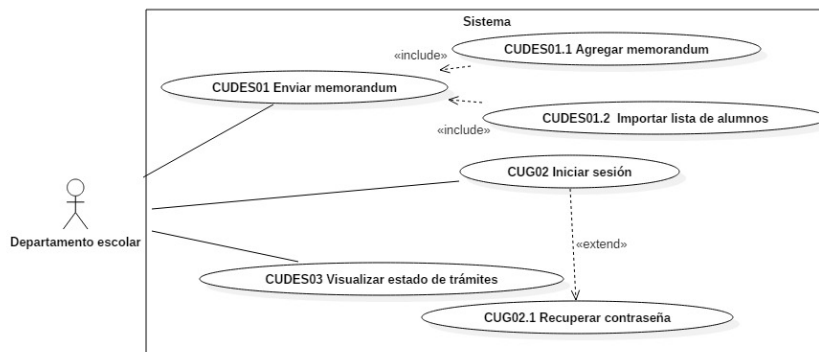 Sistema
«include»
CUDES01.1 Agregar memorandum
CUDES01 Enviar memorandum
«include»
CUDES01.2 Importar lista de alumnos
CUG02 Iniciar sesión
Departamento escolar
«extend»
CUDES03 Visualizar estado de trámites
CUG02.1 Recuperar contraseña